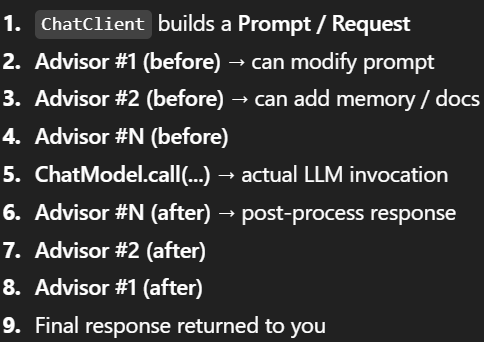 1. ChatClient builds a Prompt / Request
2. Advisor #1 (before) → can modify prompt
3. Advisor #2 (before) → can add memory / docs
4. Advisor #N (before)
5. ChatModel.call(...) → actual LLM invocation
6. Advisor #N (after) → post-process response
7. Advisor #2 (after)
8. Advisor #1 (after)
9. Final response returned to you